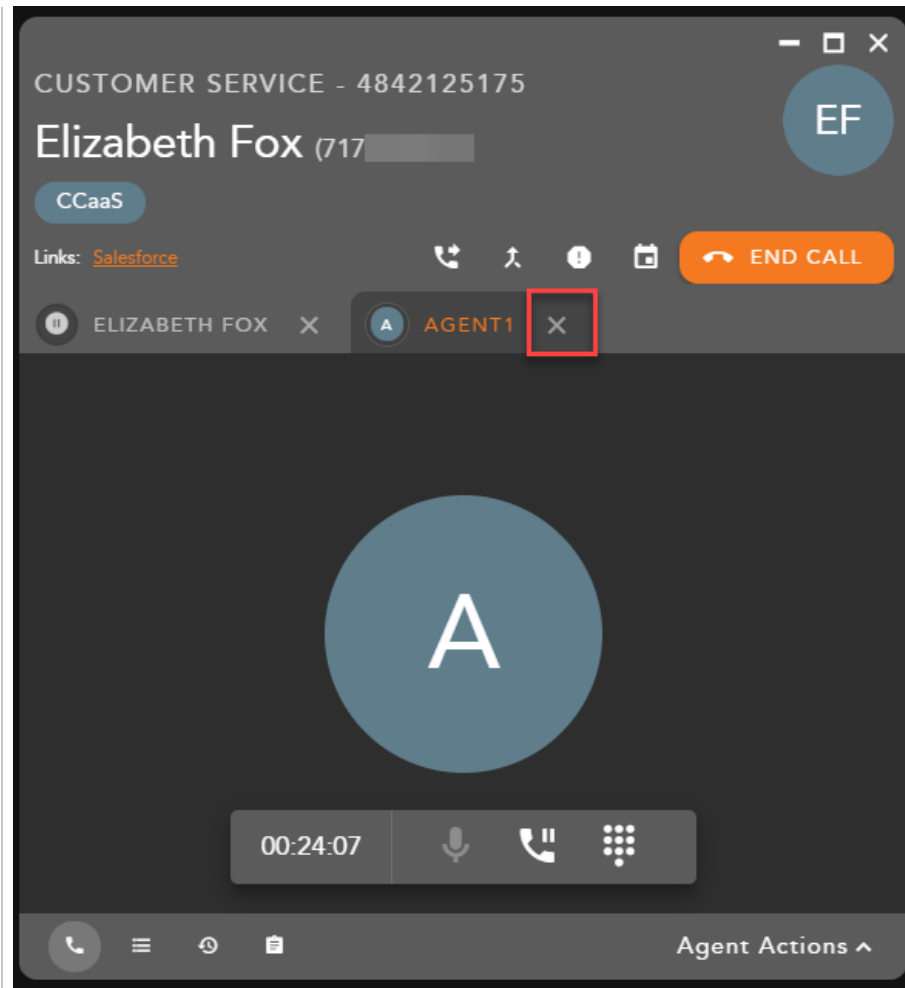 CUSTOMER SERVICE - 4842125175
EF
Elizabeth Fox (717
CCaaS
Links: Salesforce
END CALL
ELIZABETH FOX
A AGENT1
A
00:24:07
Agent Actions